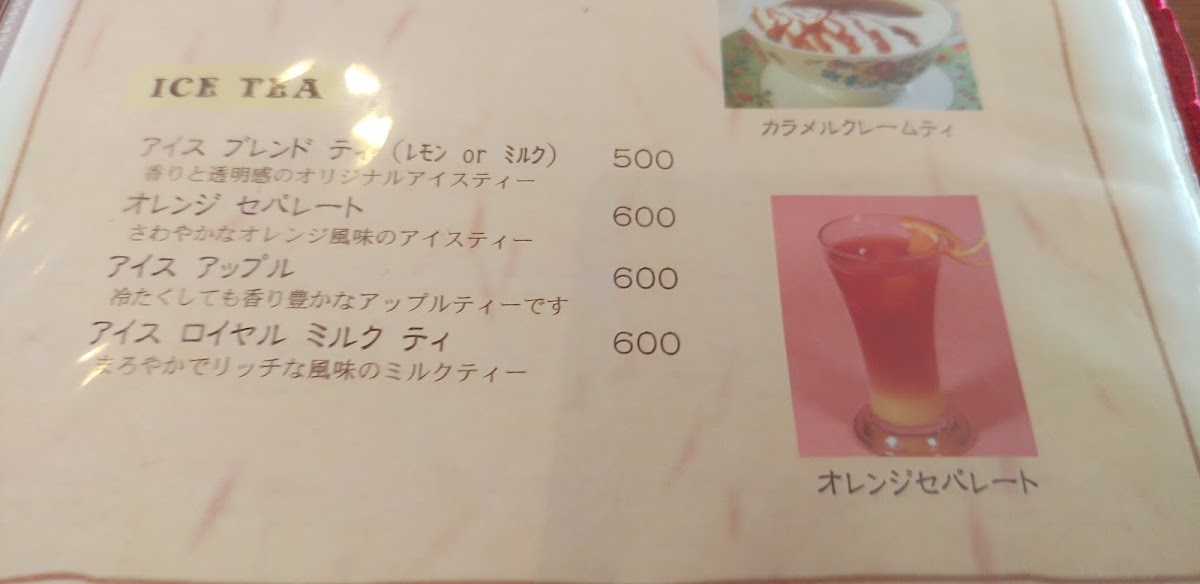 カラメルクレームティ
ICE TEA
アイス ブレンド ティ (レモン or ミルク) 500
香りと透明感のオリジナルアイスティー
オレンジ セパレート 600
さわやかなオレンジ風味のアイスティー
アイス アップル 600
冷たくしても香り豊かなアップルティーです
アイス ロイヤル ミルク ティ 600
まろやかでリッチな風味のミルクティー
オレンジセパレート